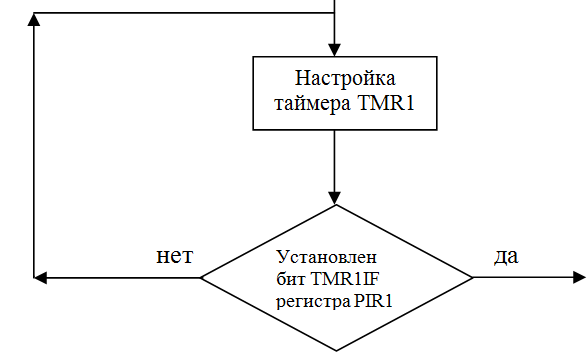 Настройка
таймера TMR1
нет
да
Установлен
бит TMR1IF
регистра PIR1